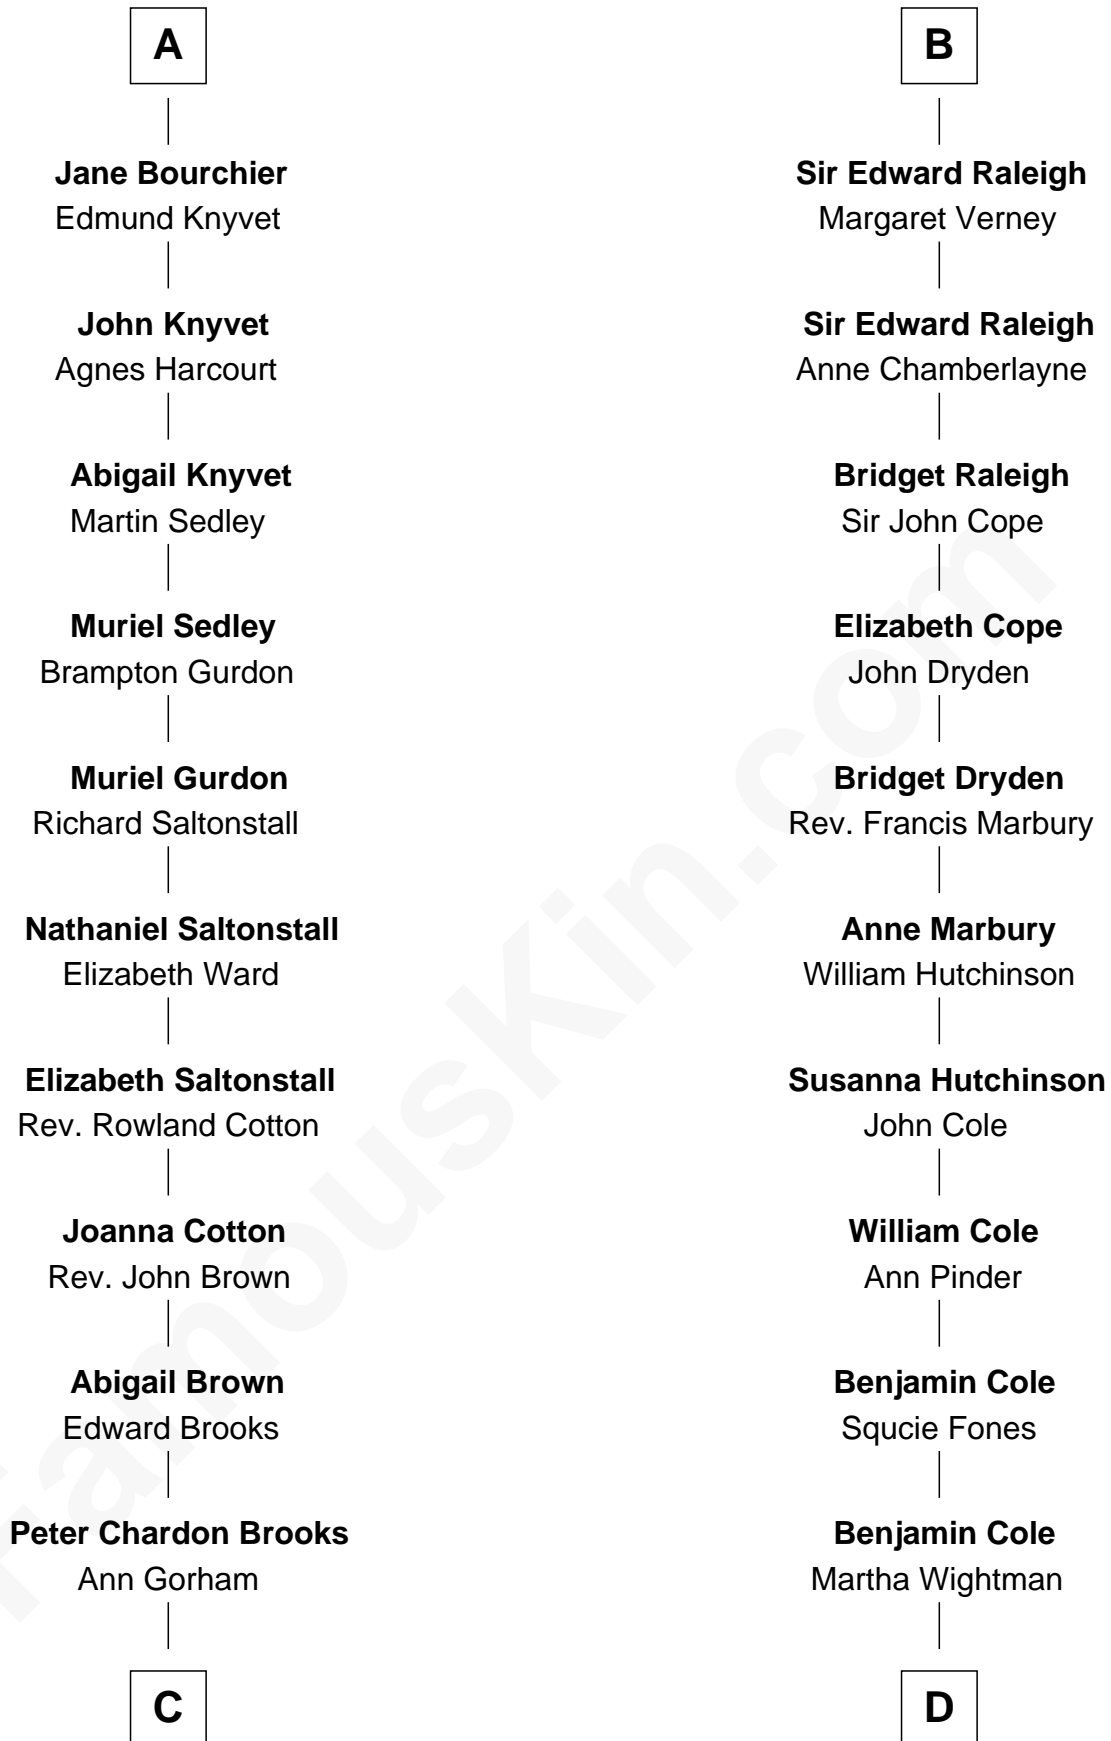 A
Jane Bourchier
Edmund Knyvet
John Knyvet
Agnes Harcourt
Abigail Knyvet
Martin Sedley
Muriel Sedley
Brampton Gurdon
Muriel Gurdon
Richard Saltonstall
Nathaniel Saltonstall
Elizabeth Ward
Elizabeth Saltonstall
Rev. Rowland Cotton
Joanna Cotton
Rev. John Brown
Abigail Brown
Edward Brooks
Peter Chardon Brooks
Ann Gorham
C
B
Sir Edward Raleigh
Margaret Verney
Sir Edward Raleigh
Anne Chamberlayne
Bridget Raleigh
Sir John Cope
Elizabeth Cope
John Dryden
Bridget Dryden
Rev. Francis Marbury
Anne Marbury
William Hutchinson
Susanna Hutchinson
John Cole
William Cole
Ann Pinder
Benjamin Cole
Squcie Fones
Benjamin Cole
Martha Wightman
D
FamousKin.com